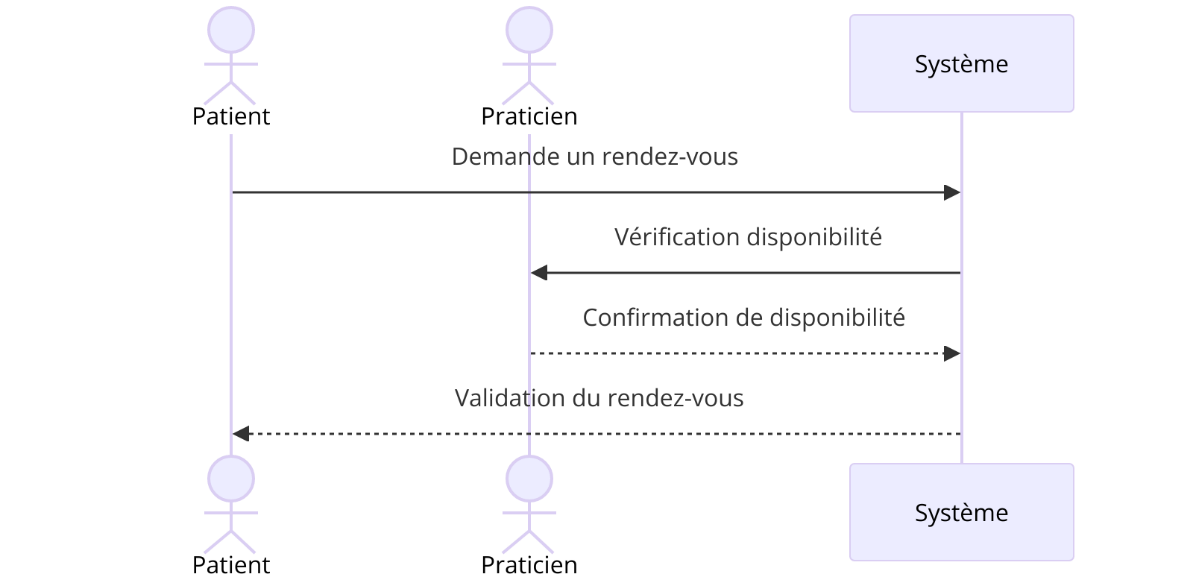 Patient
Praticien
Système
Demande un rendez-vous
Vérification disponibilité
Confirmation de disponibilité
Validation du rendez-vous
Patient
Praticien
Système